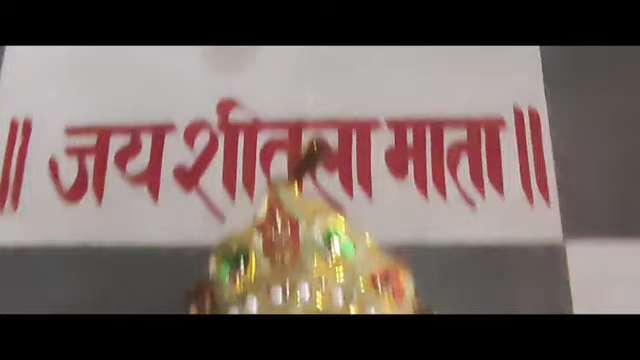 ॥ जय शीतला माता ॥